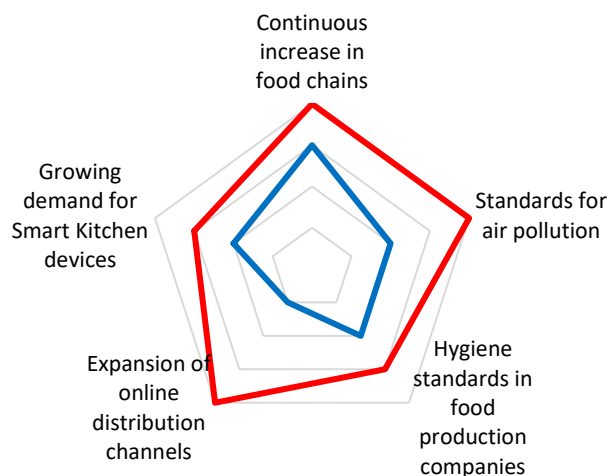 Continuous
increase in
food chains
Growing
demand for
Smart Kitchen
devices
Standards for
air pollution
Expansion of
online
distribution
channels
Hygiene
standards in
food
production
companies